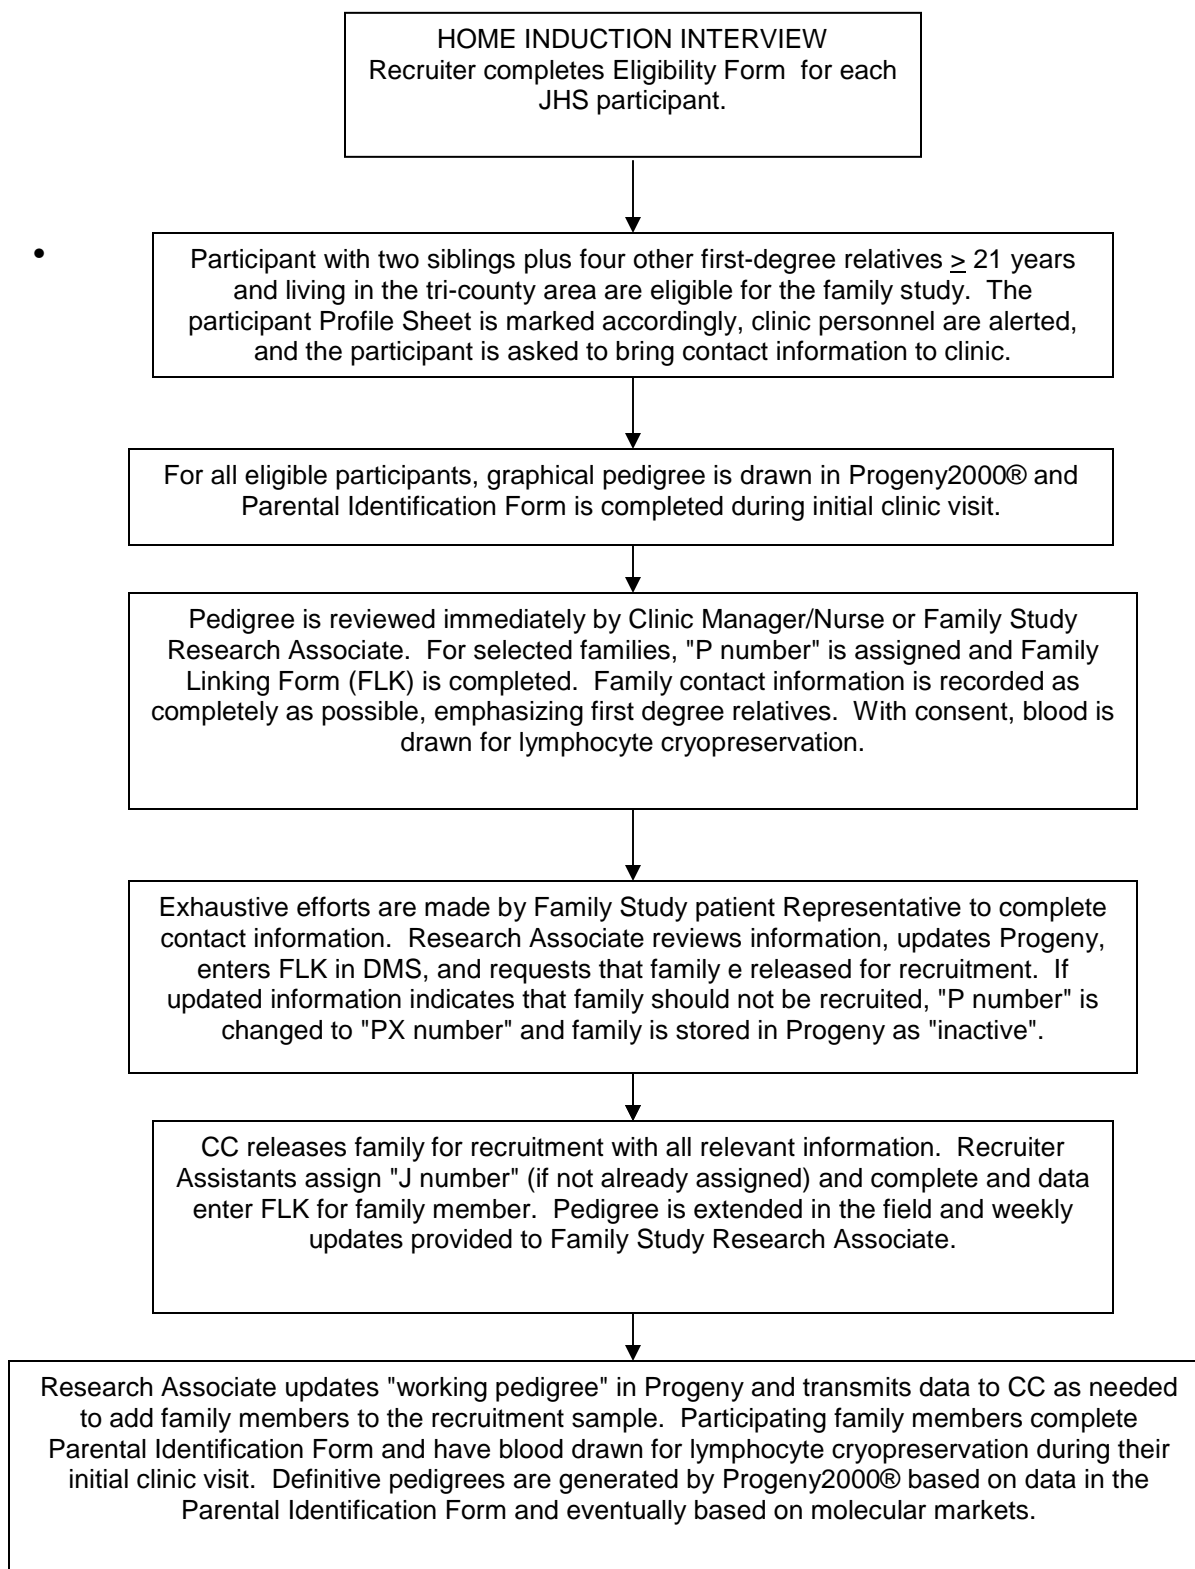 HOME INDUCTION INTERVIEW
Recruiter completes Eligibility Form for each
JHS participant.
•
Participant with two siblings plus four other first-degree relatives ≥ 21 years
and living in the tri-county area are eligible for the family study. The
participant Profile Sheet is marked accordingly, clinic personnel are alerted,
and the participant is asked to bring contact information to clinic.
For all eligible participants, graphical pedigree is drawn in Progeny2000® and
Parental Identification Form is completed during initial clinic visit.
Pedigree is reviewed immediately by Clinic Manager/Nurse or Family Study
Research Associate. For selected families, "P number" is assigned and Family
Linking Form (FLK) is completed. Family contact information is recorded as
completely as possible, emphasizing first degree relatives. With consent, blood is
drawn for lymphocyte cryopreservation.
Exhaustive efforts are made by Family Study patient Representative to complete
contact information. Research Associate reviews information, updates Progeny,
enters FLK in DMS, and requests that family e released for recruitment. If
updated information indicates that family should not be recruited, "P number" is
changed to "PX number" and family is stored in Progeny as "inactive".
CC releases family for recruitment with all relevant information. Recruiter
Assistants assign "J number" (if not already assigned) and complete and data
enter FLK for family member. Pedigree is extended in the field and weekly
updates provided to Family Study Research Associate.
Research Associate updates "working pedigree" in Progeny and transmits data to CC as needed
to add family members to the recruitment sample. Participating family members complete
Parental Identification Form and have blood drawn for lymphocyte cryopreservation during their
initial clinic visit. Definitive pedigrees are generated by Progeny2000® based on data in the
Parental Identification Form and eventually based on molecular markets.